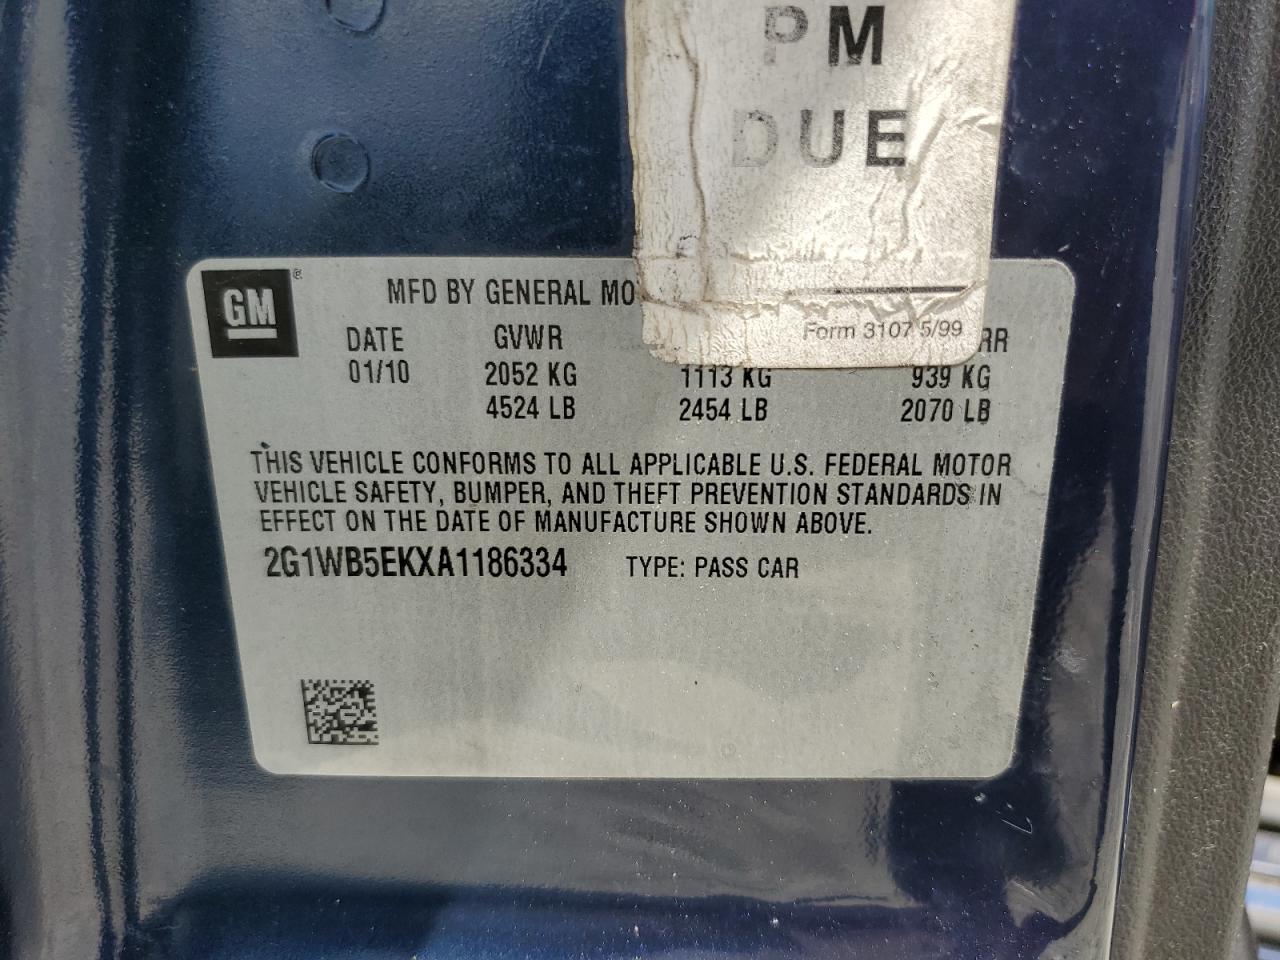 PM
DUE
Form 3107 5/99
GM
®
MFD BY GENERAL MO
DATE GVWR RR
01/10 2052 KG 1113 KG 939 KG
4524 LB 2454 LB 2070 LB
THIS VEHICLE CONFORMS TO ALL APPLICABLE U.S. FEDERAL MOTOR
VEHICLE SAFETY, BUMPER, AND THEFT PREVENTION STANDARDS IN
EFFECT ON THE DATE OF MANUFACTURE SHOWN ABOVE.
2G1WB5EKXA1186334 TYPE: PASS CAR